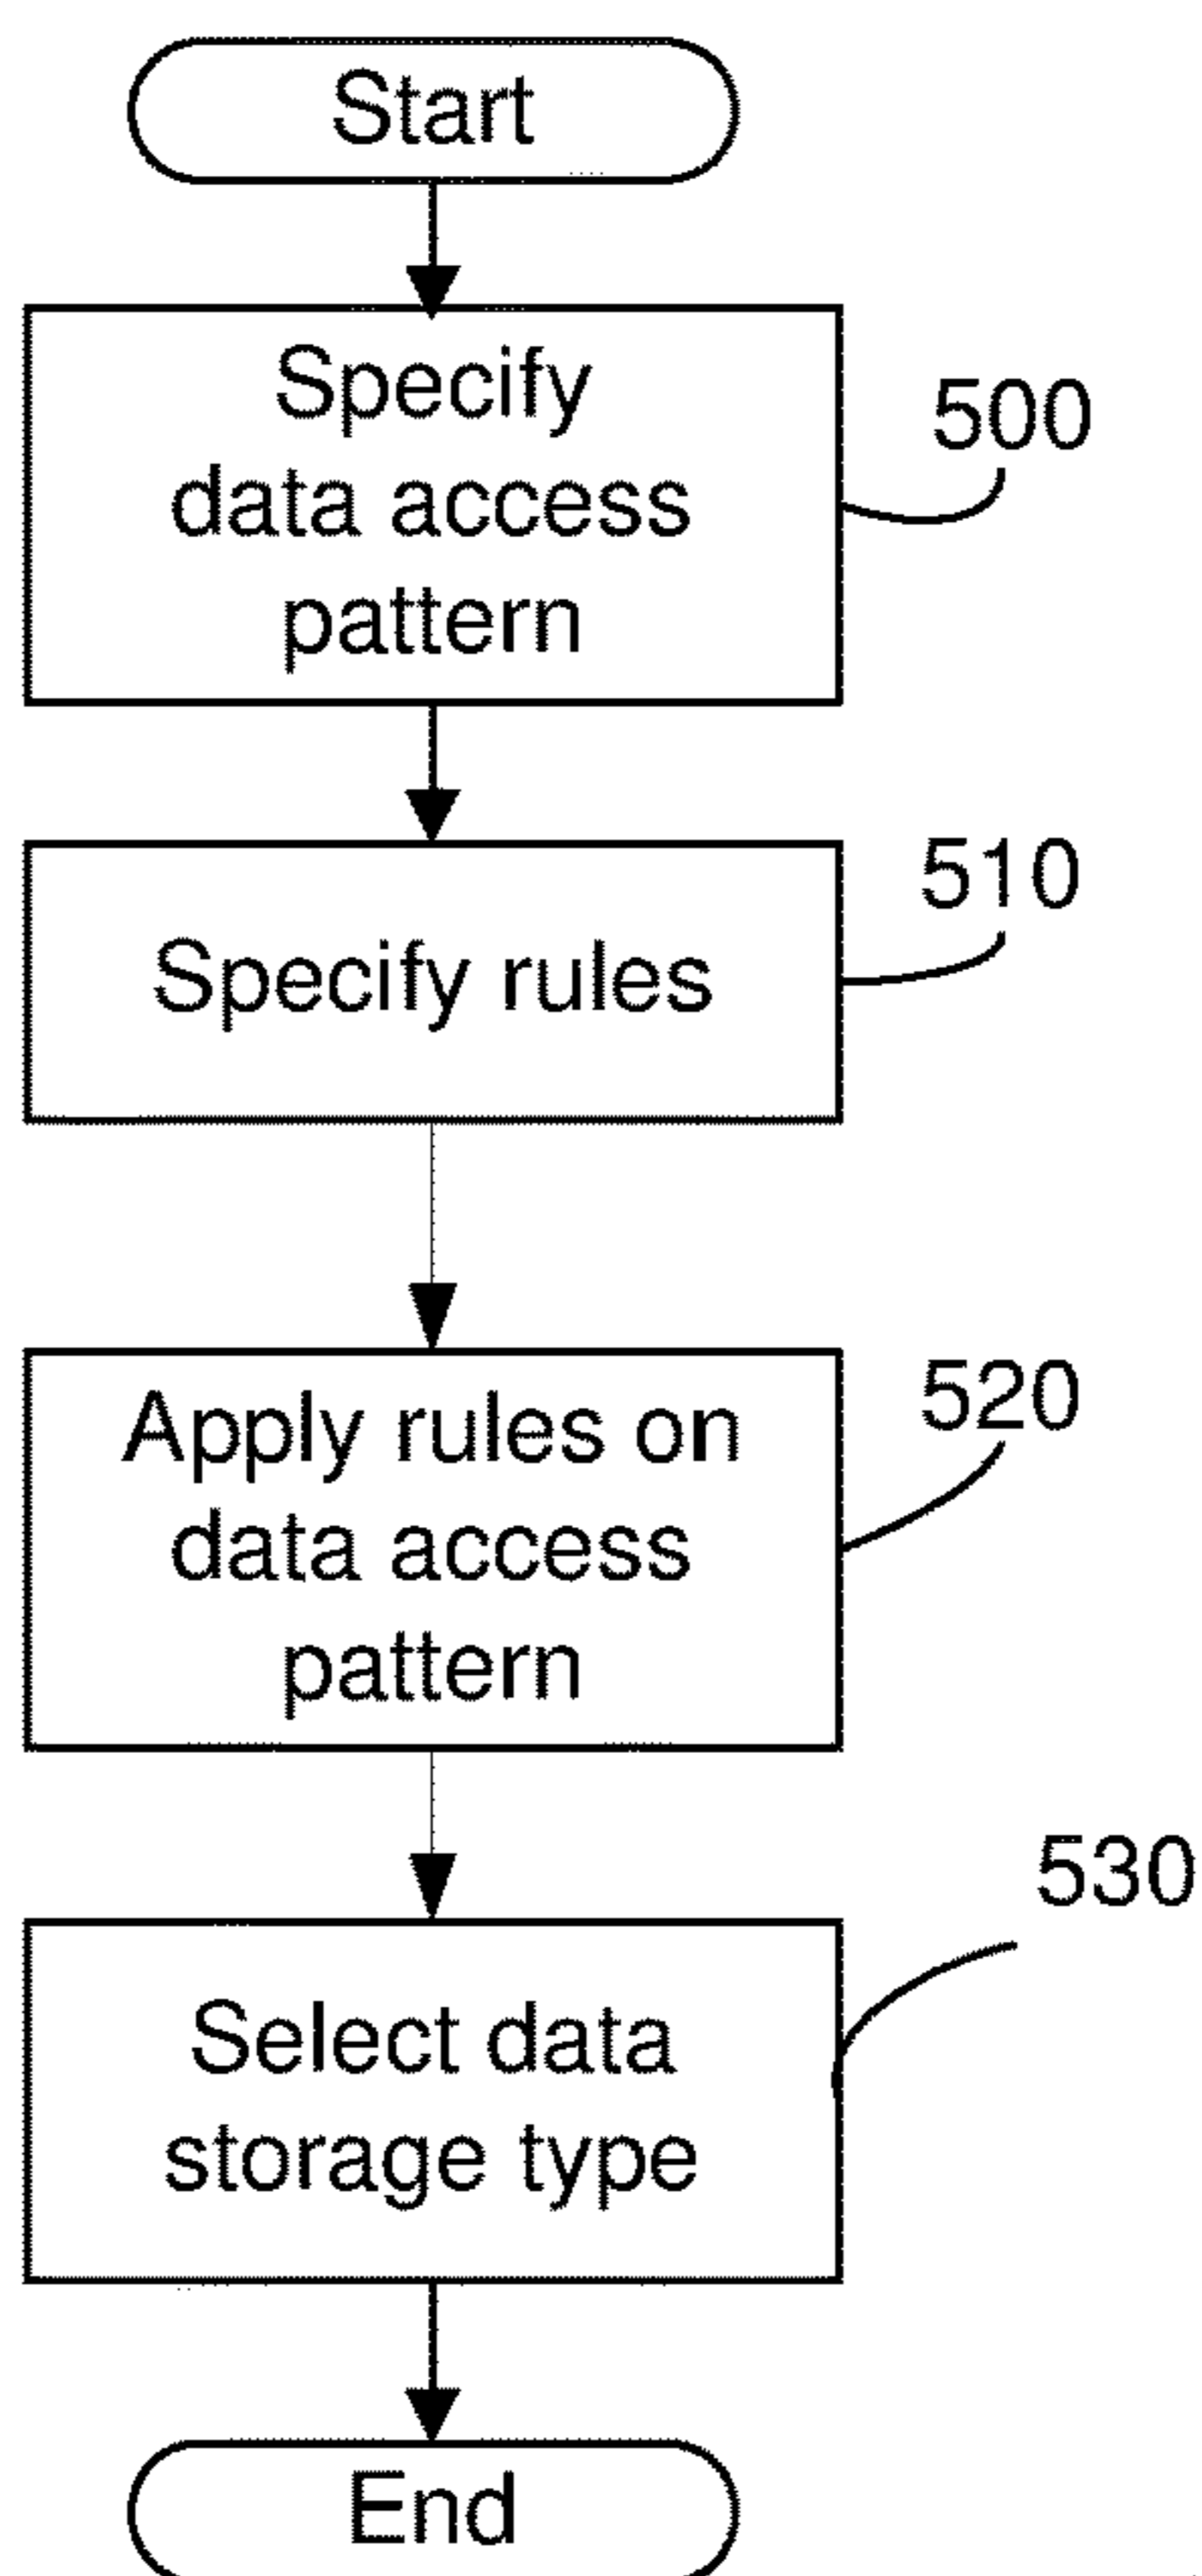 Start
Specify
data access
pattern
500
Specify rules
510
Apply rules on
data access
pattern
520
Select data
storage type
530
End